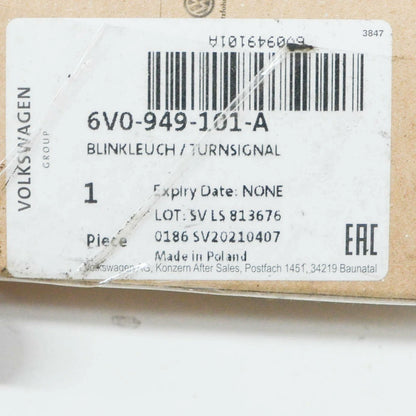 3847
6V0949101A
6V0-949-101-A
BLINKLEUCH / TURNSIGNAL
VOLKSWAGEN
GROUP
1
Piece
Expiry Date: NONE
LOT: SV LS 813676
0186 SV20210407
Made in Poland
EAC
Volkswagen AG, Konzern After Sales, Postfach 1451, 34219 Baunatal